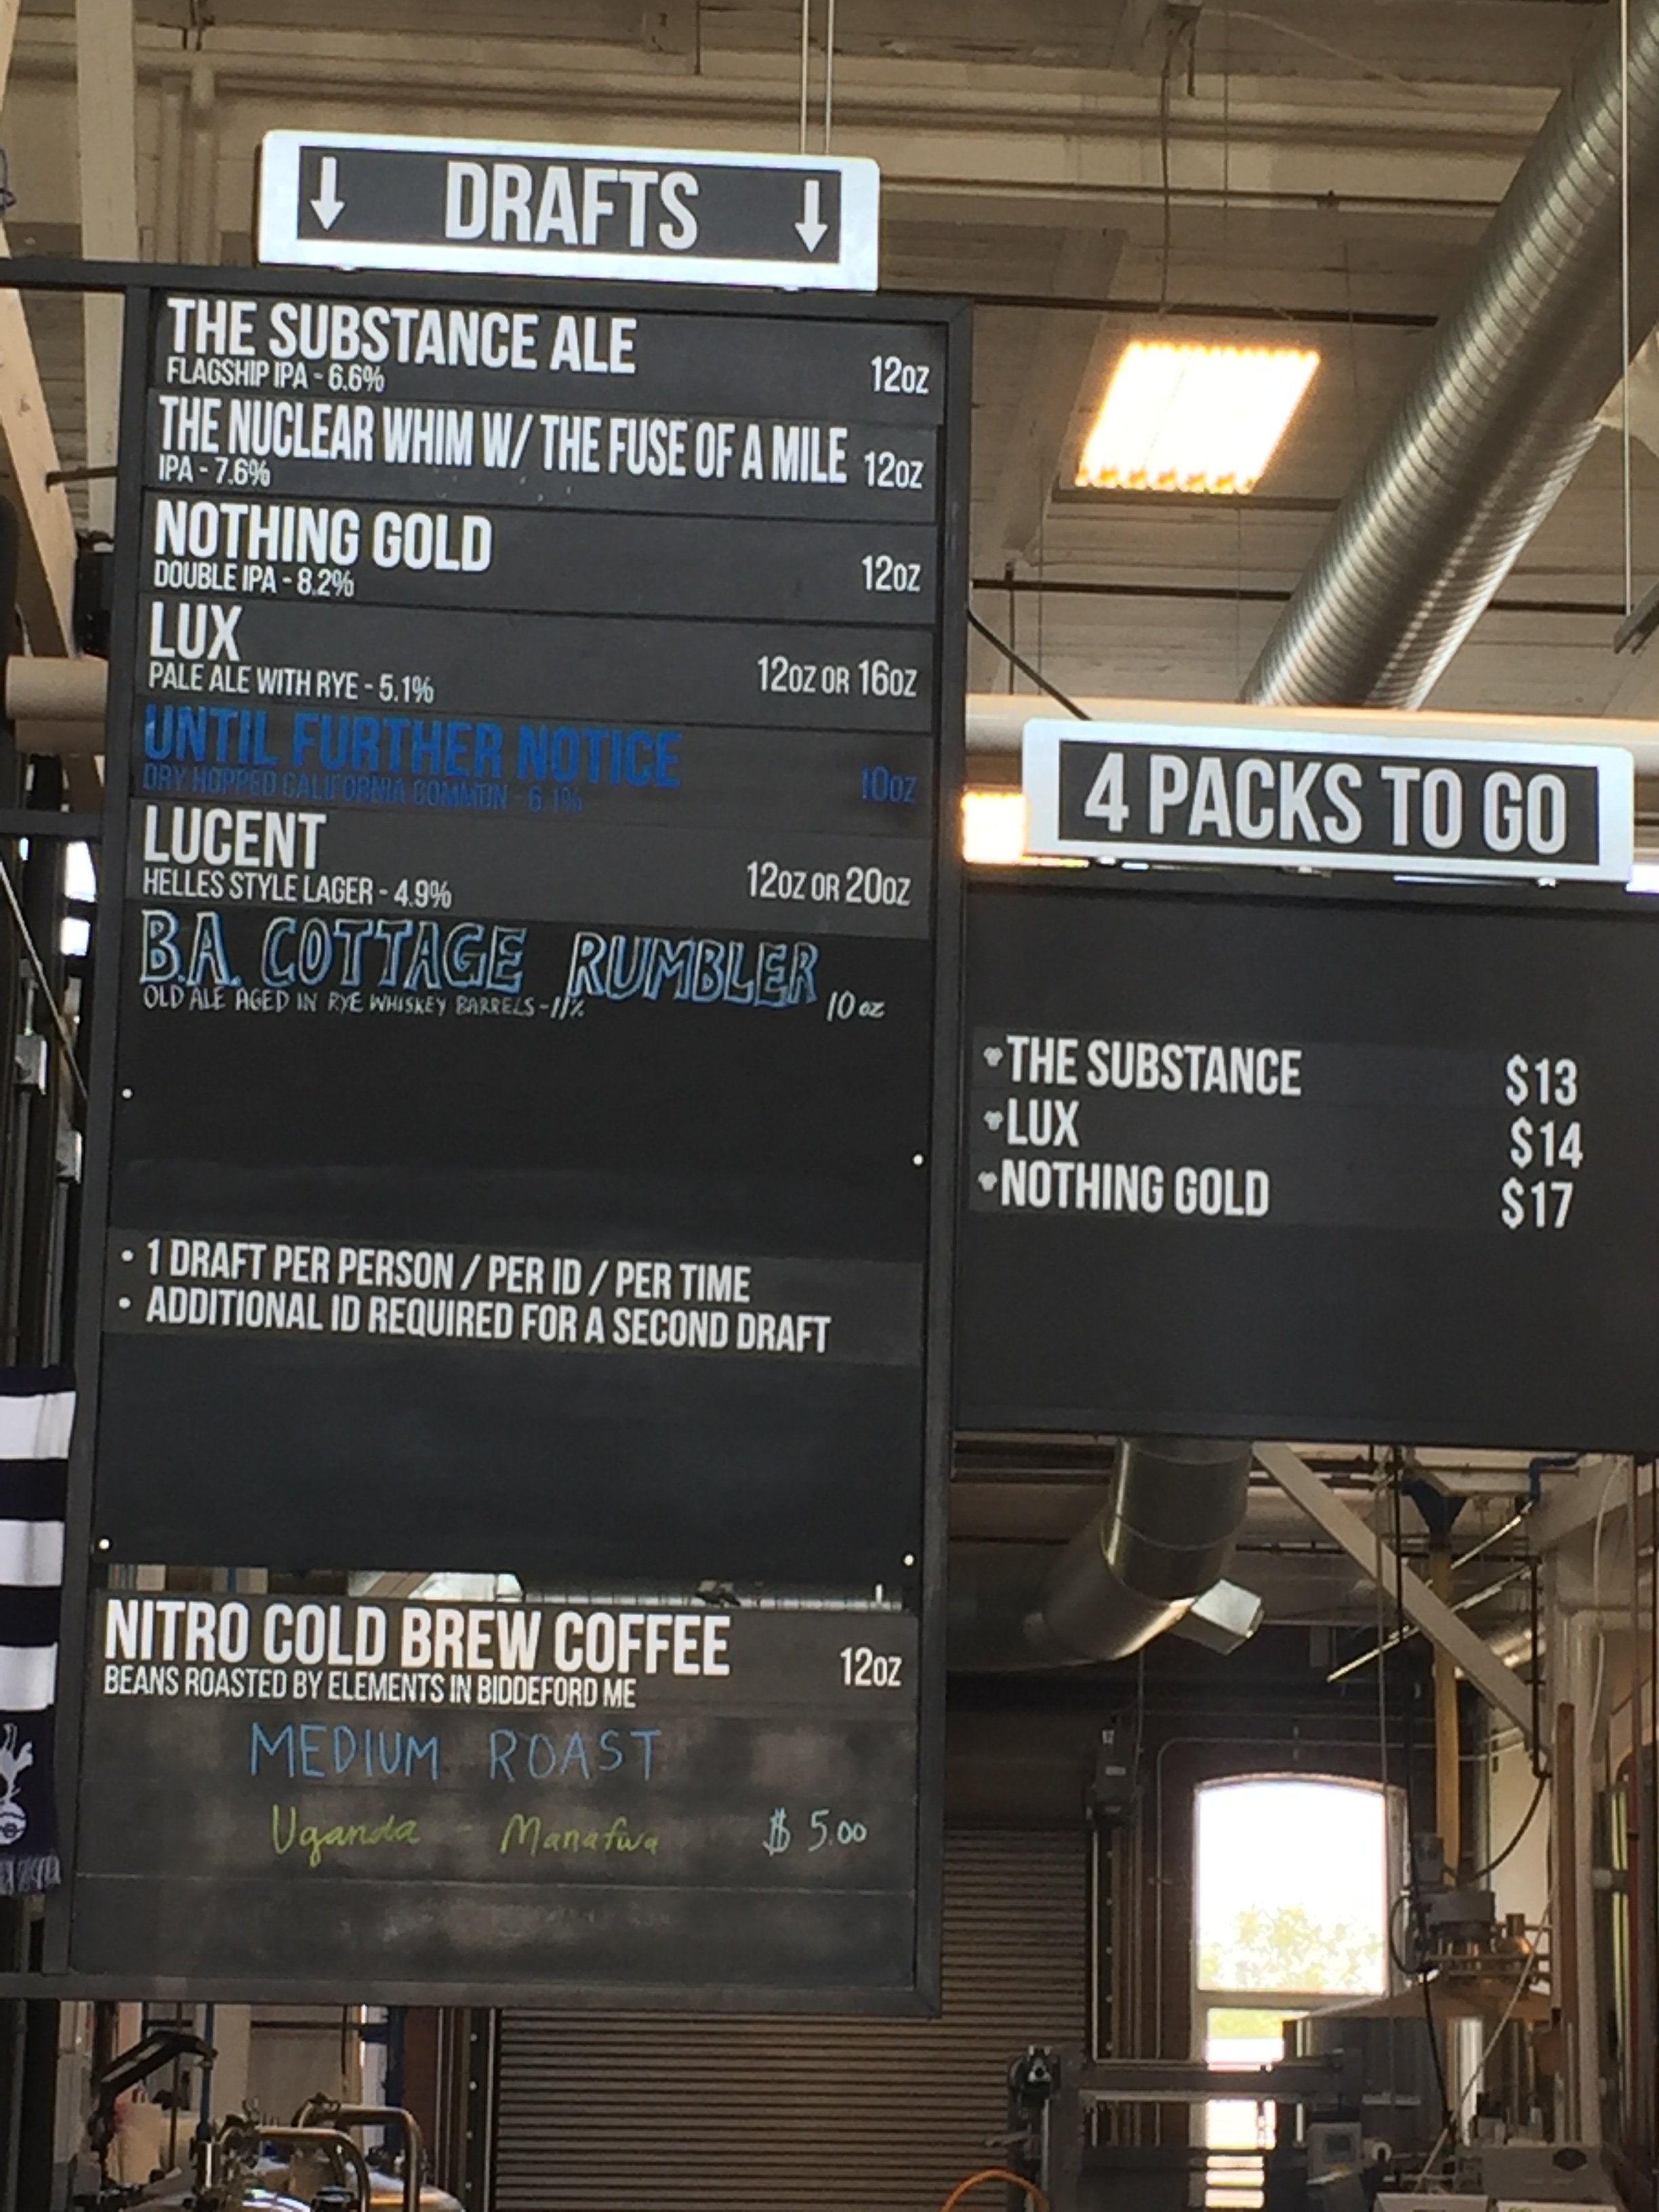 DRAFTS
THE SUBSTANCE ALE
FLAGSHIP IPA - 6.6%
12OZ
THE NUCLEAR WHIM W/ THE FUSE OF A MILE
IPA - 7.6%
12OZ
NOTHING GOLD
DOUBLE IPA - 8.2%
12OZ
LUX
PALE ALE WITH RYE - 5.1%
12OZ OR 16OZ
UNTIL FURTHER NOTICE
DRY HOPPED CALIFORNIA COMMON - 6.1%
10OZ
LUCENT
HELLES STYLE LAGER - 4.9%
12OZ OR 20OZ
B.A. COTTAGE RUMBLER
OLD ALE AGED IN RYE WHISKEY BARRELS - 11%
10 oz
• 1 DRAFT PER PERSON / PER ID / PER TIME
• ADDITIONAL ID REQUIRED FOR A SECOND DRAFT
NITRO COLD BREW COFFEE
BEANS ROASTED BY ELEMENTS IN BIDDEFORD ME
12OZ
MEDIUM ROAST
Uganda Manafwa $ 5.00
4 PACKS TO GO
THE SUBSTANCE $13
LUX $14
NOTHING GOLD $17